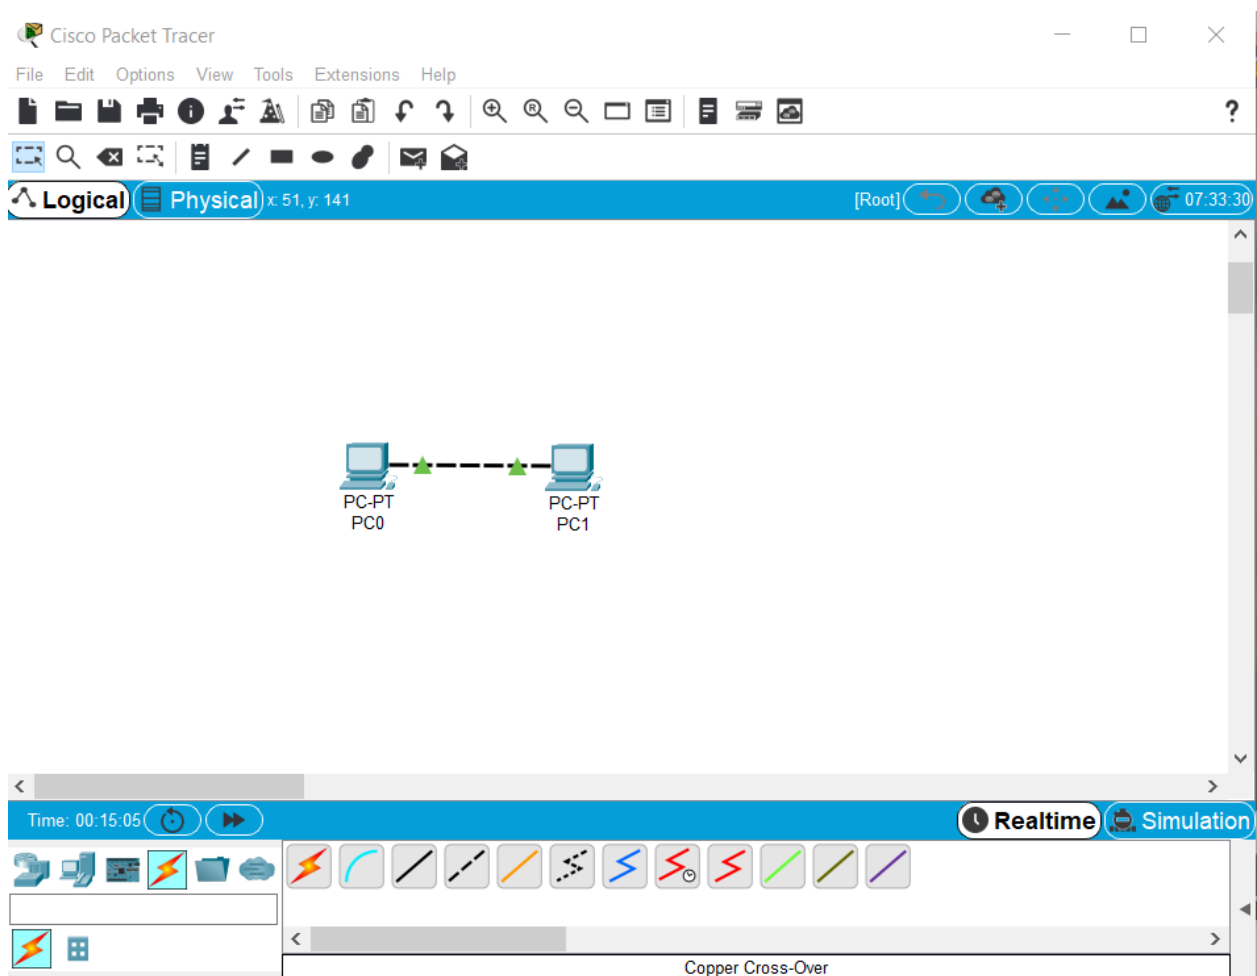 Cisco Packet Tracer
File Edit Options View Tools Extensions Help
?
Logical Physical x: 51, y: 141 [Root] 07:33:30
PC-PT PC-PT
PC0 PC1
Time: 00:15:05 Realtime Simulation
Copper Cross-Over